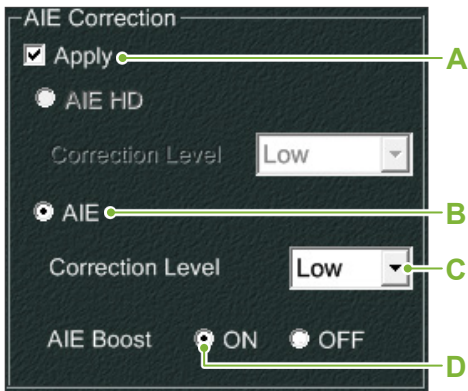 AIE Correction
Apply
A
AIE HD
Correction Level Low
AIE
B
Correction Level Low
C
AIE Boost ON OFF
D